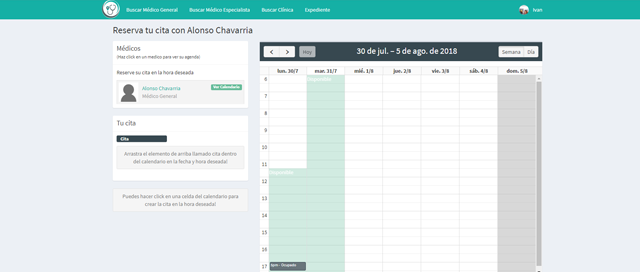 Buscar Médico General Buscar Médico Especialista Buscar Clínica Expediente Ivan
Reserva tu cita con Alonso Chavarria
Médicos
(Haz click en un medico para ver su agenda)
Reserve su cita en la hora deseada
Alonso Chavarria
Ver Calendario
Médico General
Tu cita
Cita
Arrastra el elemento de arriba llamado cita dentro
del calendario en la fecha y hora deseada!
Puedes hacer click en una celda del calendario para
crear la cita en la hora deseada!
Hoy 30 de jul. – 5 de ago. de 2018 Semana Día
lun. 30/7 mar. 31/7 mié. 1/8 jue. 2/8 vie. 3/8 sáb. 4/8 dom. 5/8
6 Disponible
7
8
9
10
11
Disponible
12
13
14
15
16
17